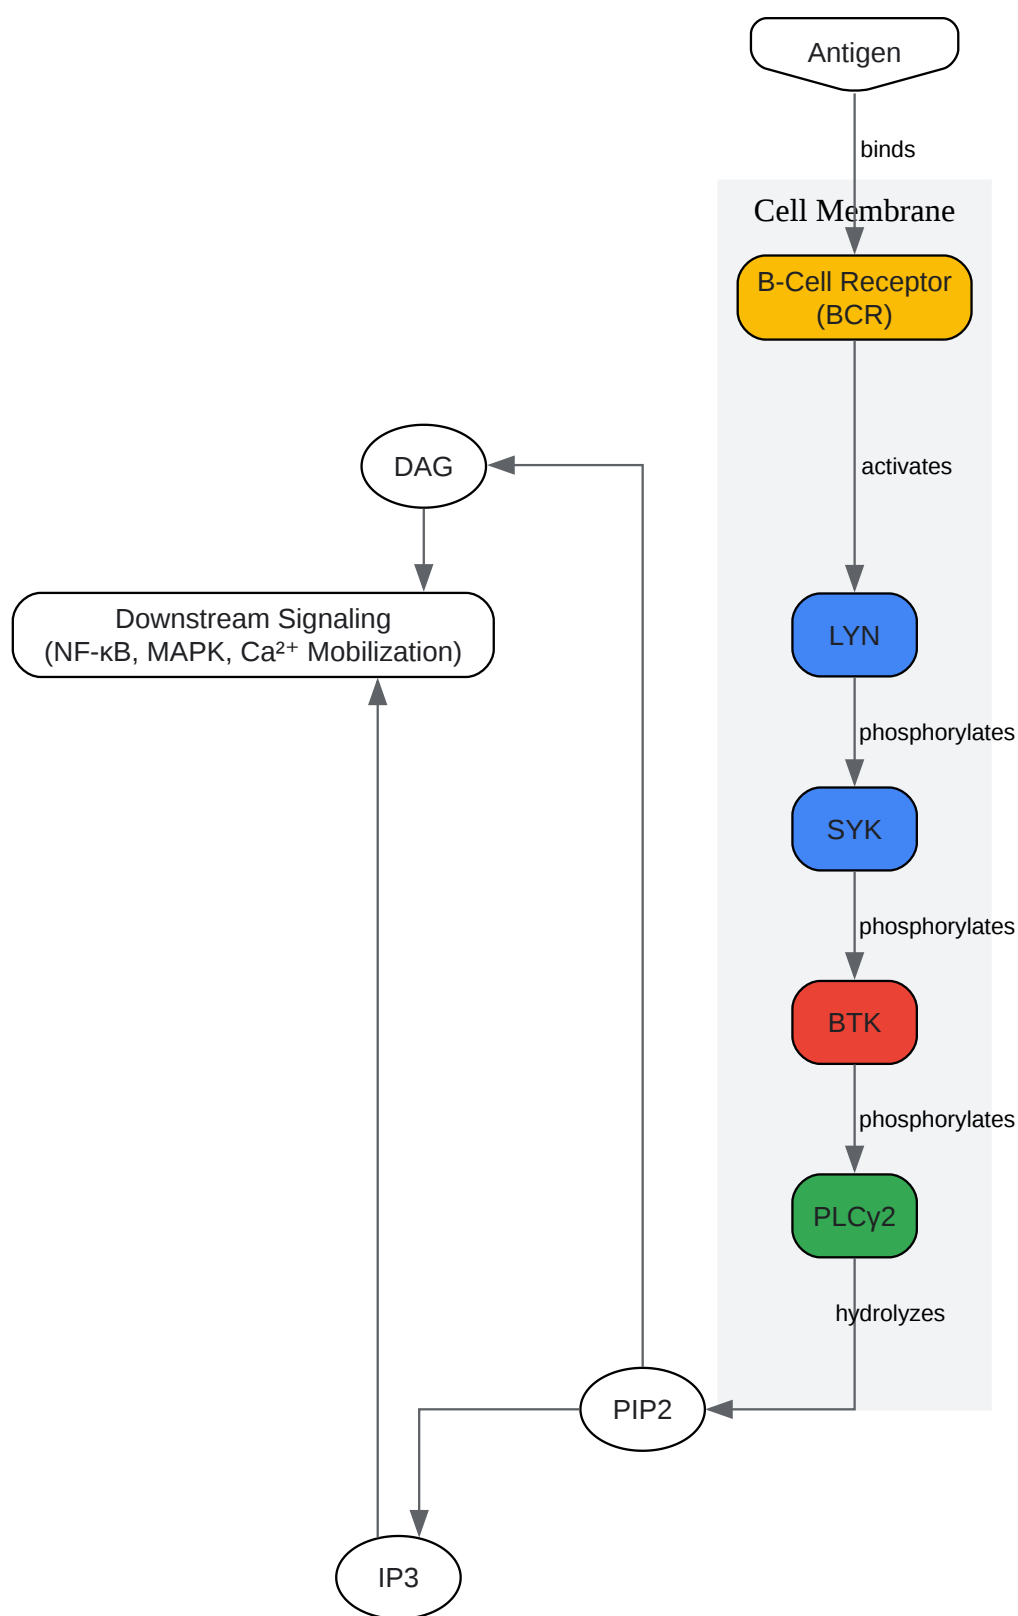 Antigen
binds
Cell Membrane
B-Cell Receptor
(BCR)
DAG
activates
Downstream Signaling
(NF-κB, MAPK, Ca²⁺ Mobilization)
LYN
phosphorylates
SYK
phosphorylates
BTK
phosphorylates
PLCγ2
hydrolyzes
PIP2
IP3